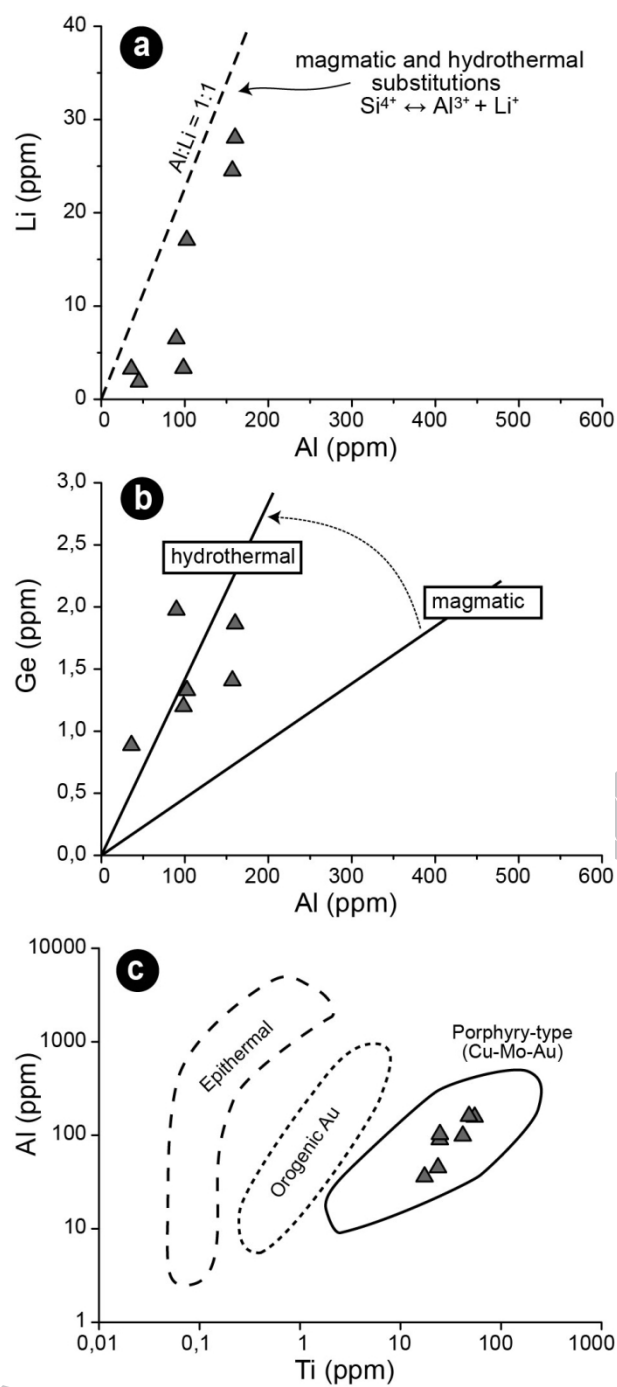 a
40
30
20
10
0
Li (ppm)
Al:Li = 1:1
magmatic and hydrothermal
substitutions
Si⁴⁺ ↔ Al³⁺ + Li⁺
0 100 200 300 400 500 600
Al (ppm)
b
3,0
2,5
2,0
1,5
1,0
0,5
0,0
Ge (ppm)
hydrothermal
magmatic
0 100 200 300 400 500 600
Al (ppm)
c
10000
1000
100
10
1
Al (ppm)
Epithermal
Orogenic Au
Porphyry-type
(Cu-Mo-Au)
0,01 0,1 1 10 100 1000
Ti (ppm)